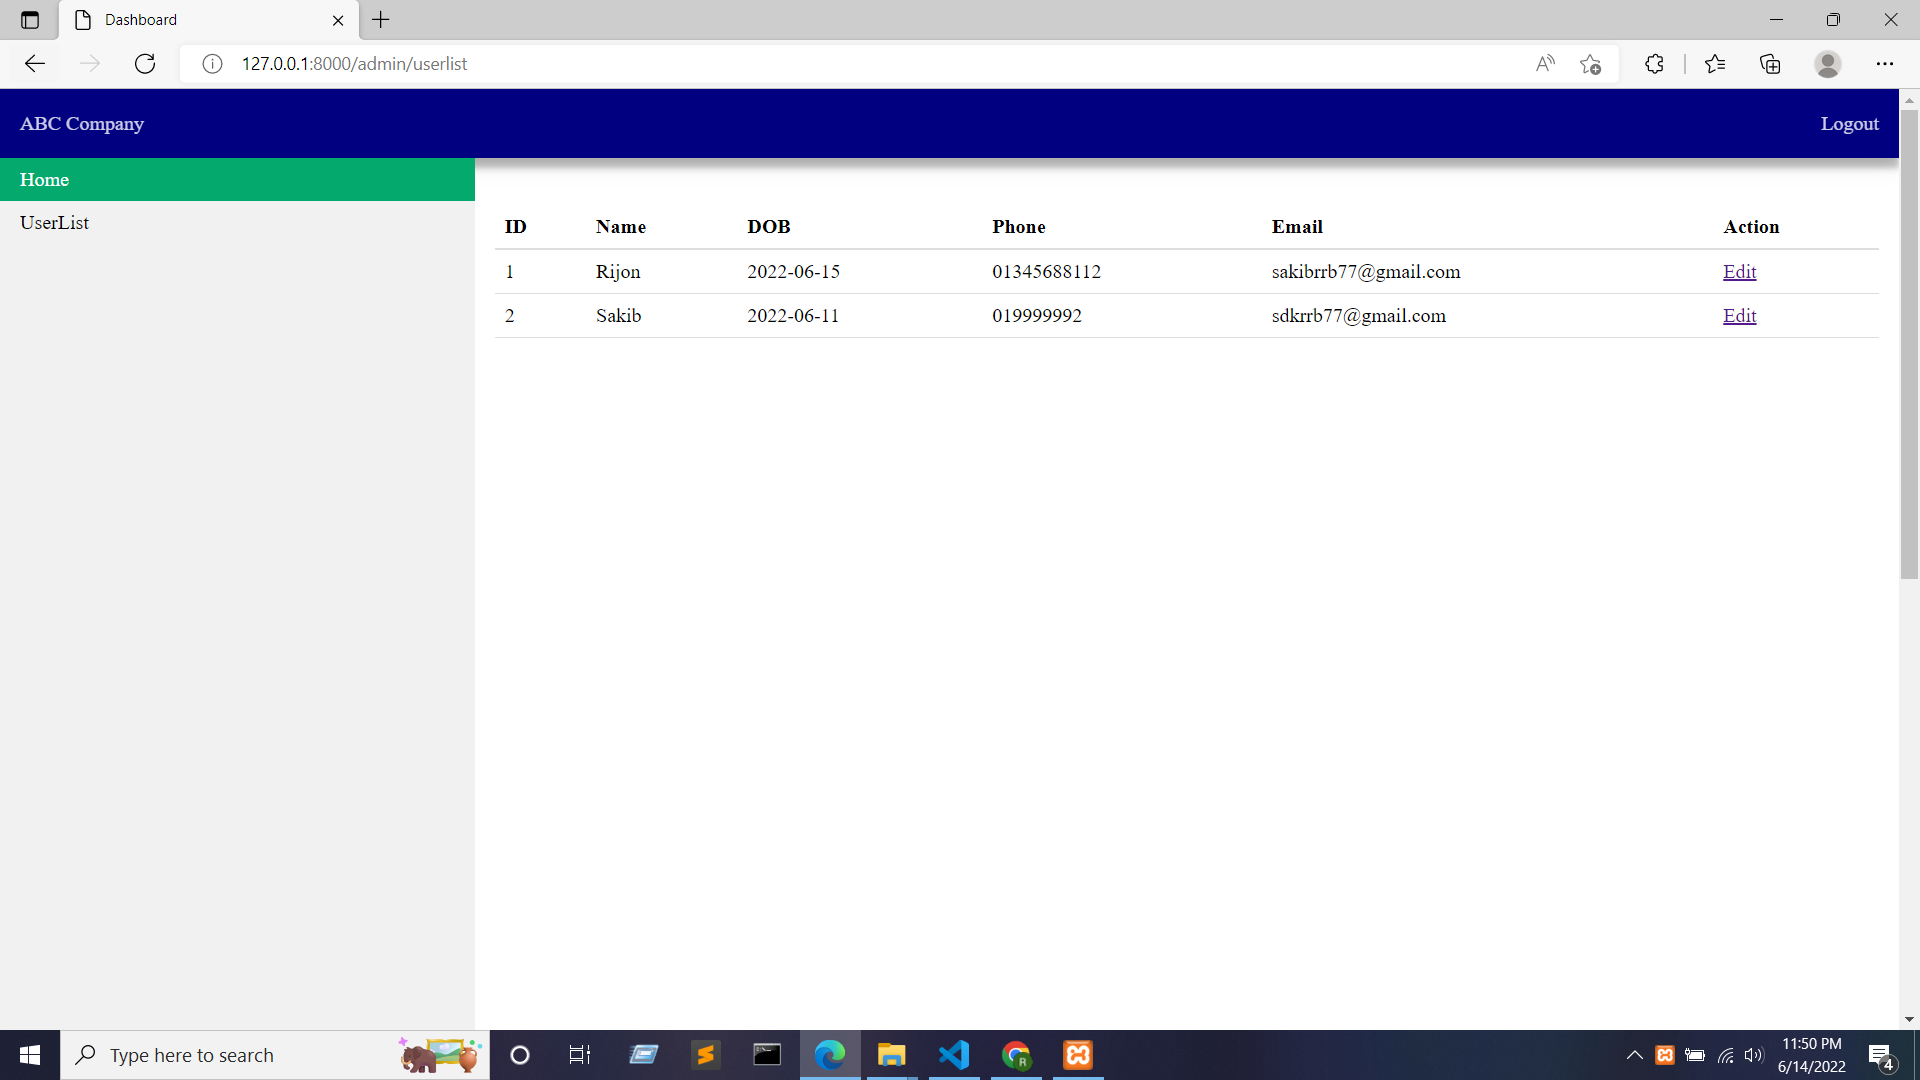 Dashboard
127.0.0.1:8000/admin/userlist
ABC Company Logout
Home
UserList
ID Name DOB Phone Email Action
1 Rijon 2022-06-15 01345688112 sakibrrb77@gmail.com Edit
2 Sakib 2022-06-11 019999992 sdkrrb77@gmail.com Edit
Type here to search
R
11:50 PM
6/14/2022
4